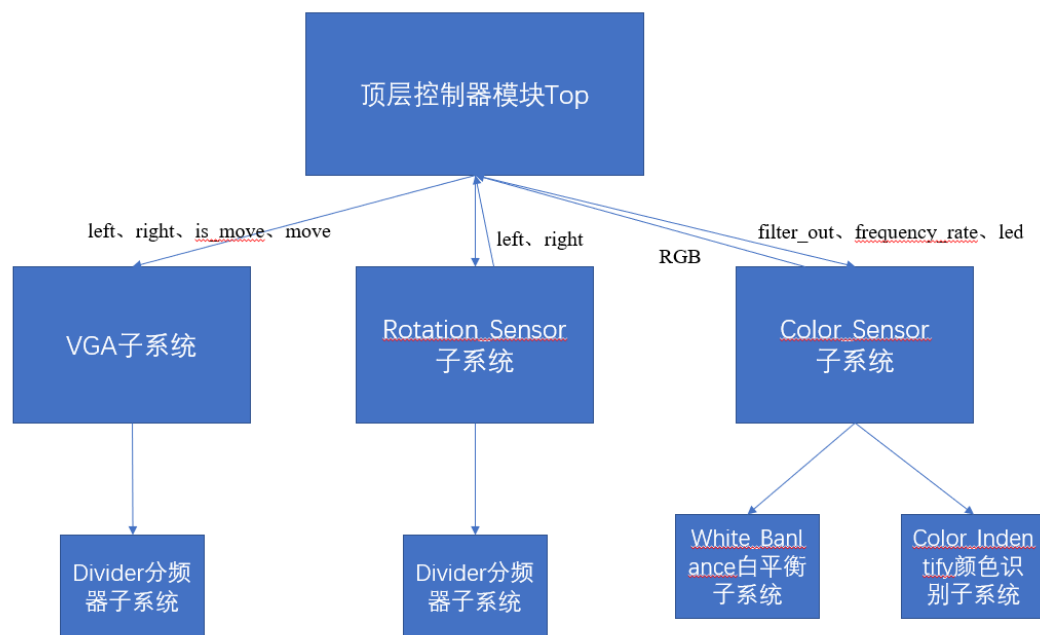 顶层控制器模块Top
left、right、is_move、move
left、right
filter_out、frequency_rate、led
RGB
VGA子系统
Rotation_Sensor
子系统
Color_Sensor
子系统
Divider分频
器子系统
Divider分频
器子系统
White_Banl
ance白平衡
子系统
Color_Inden
tify颜色识
别子系统